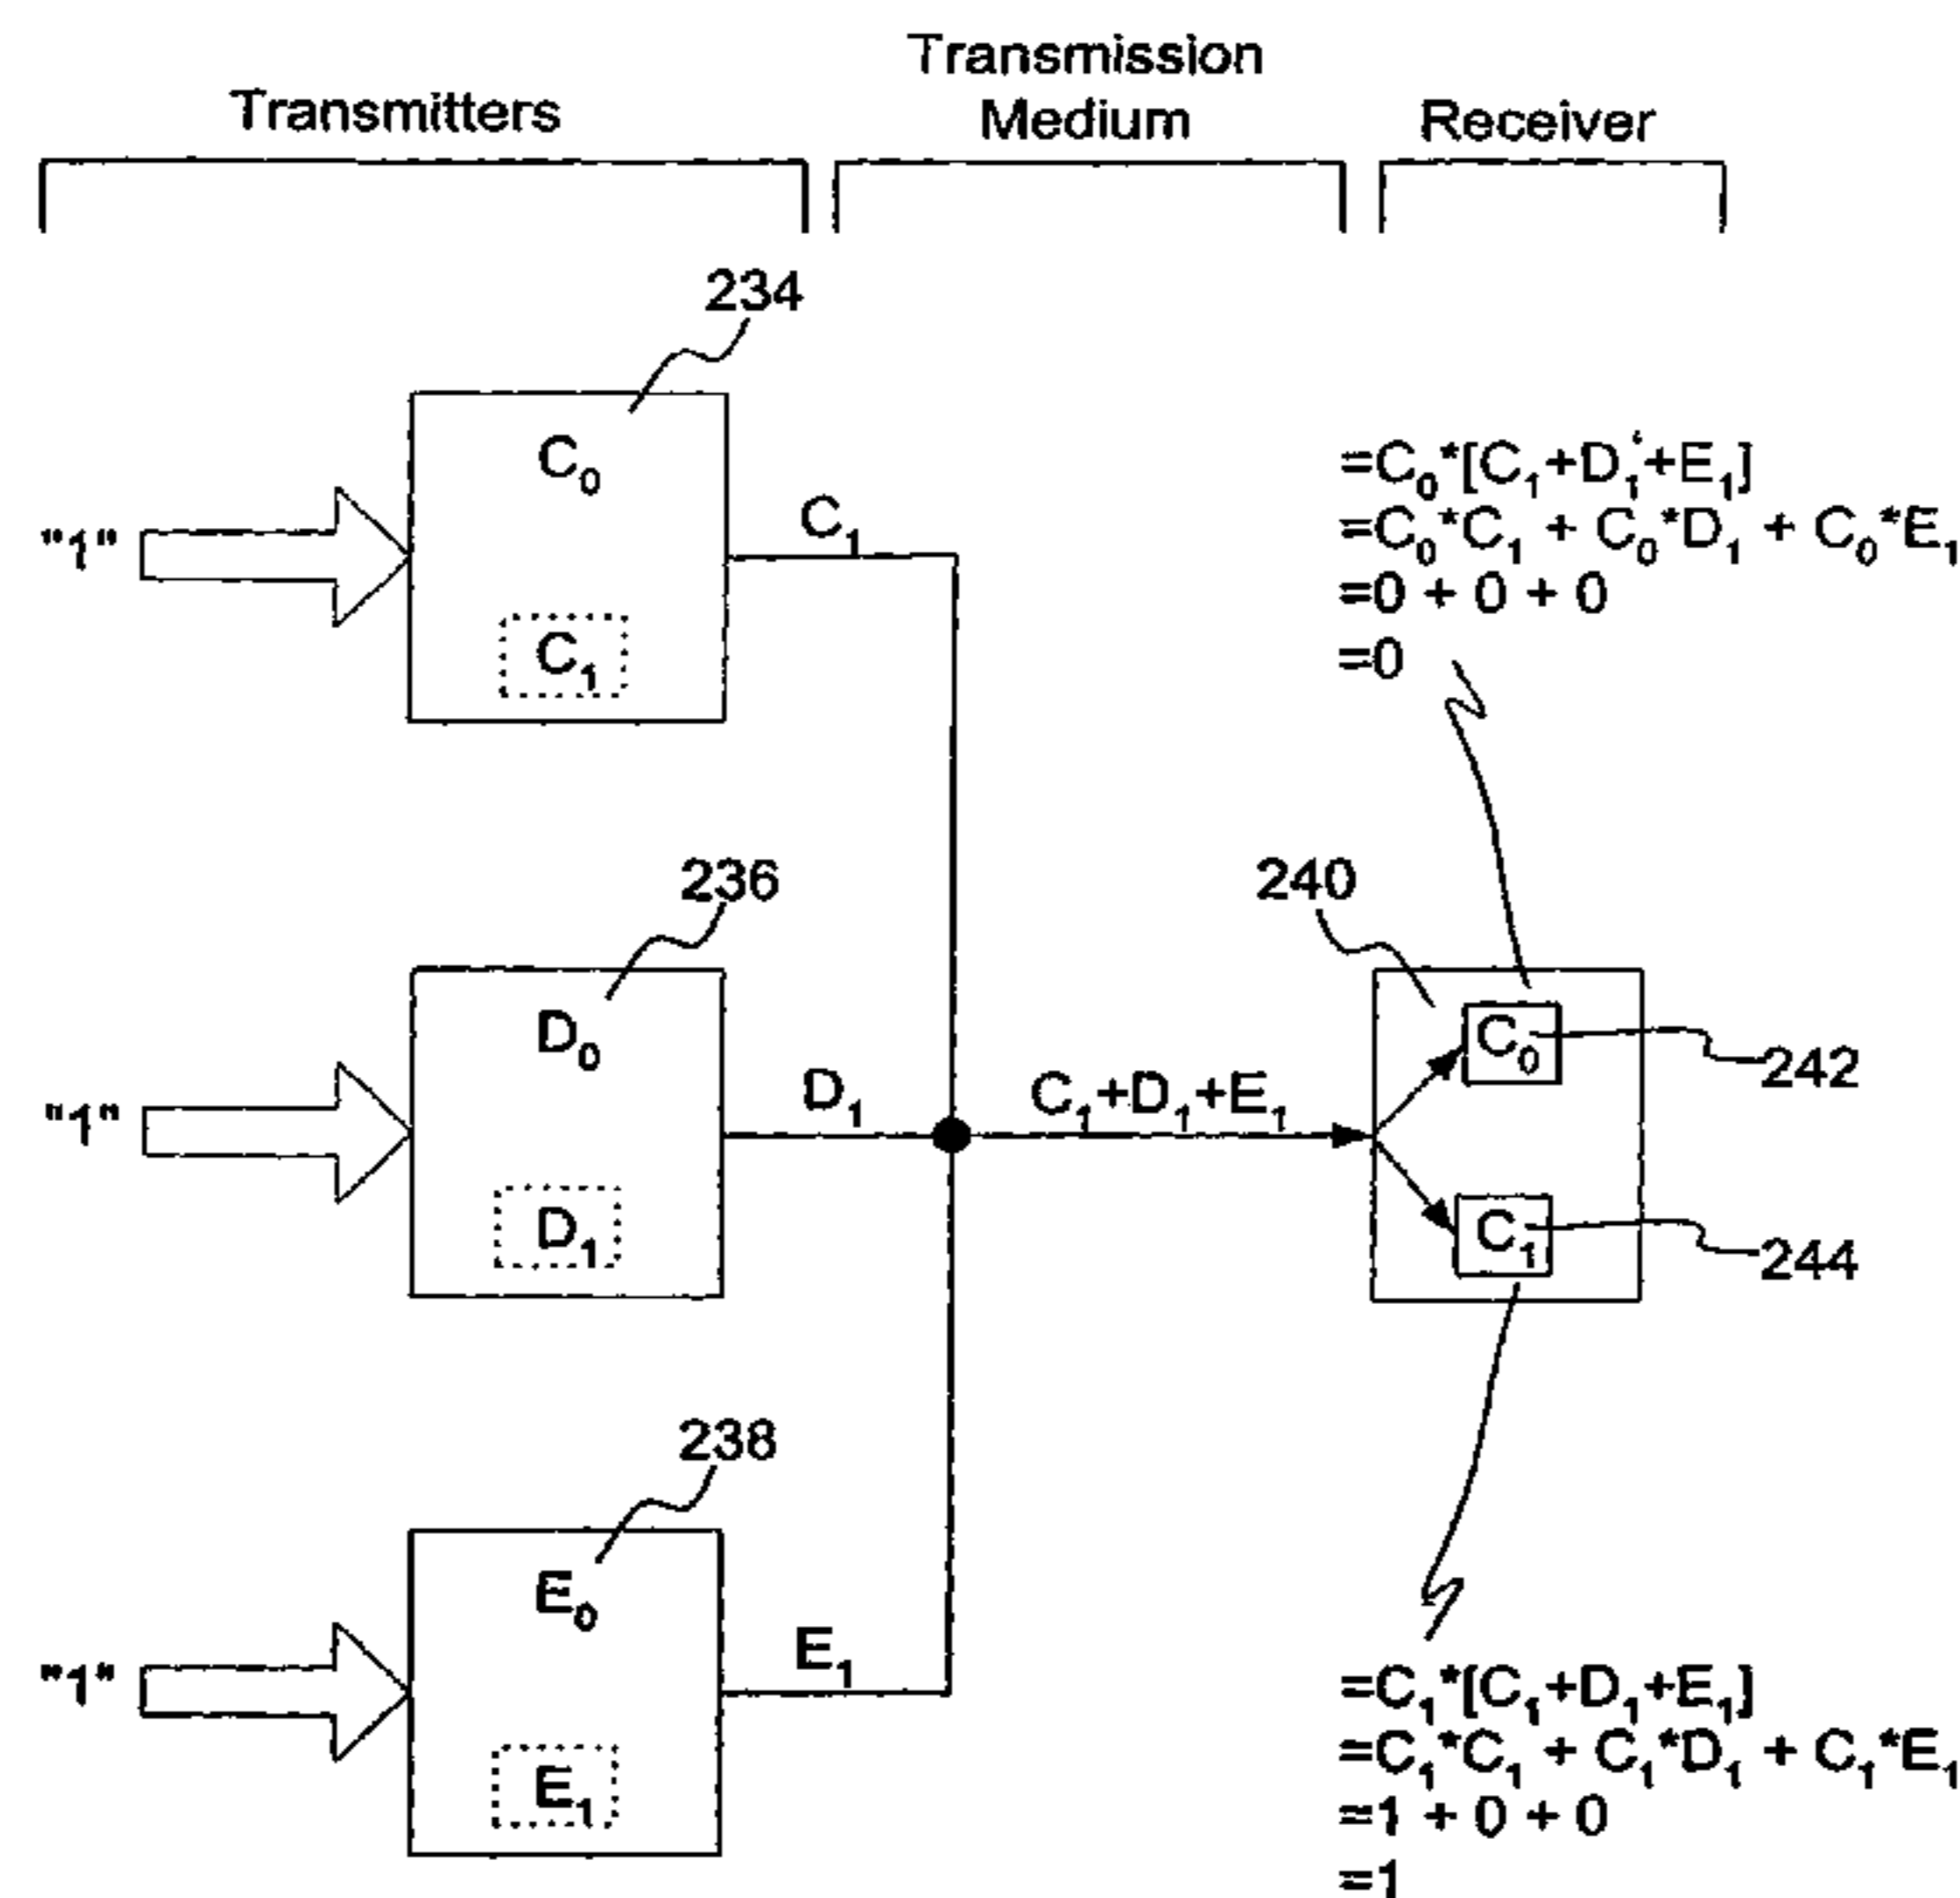 Transmitters
Transmission
Medium
Receiver
234
"1"
C₀
C₁
C₁
=C₀*[C₁+D₁+E₁]
=C₀*C₁ + C₀*D₁ + C₀*E₁
=0 + 0 + 0
=0
236
"1"
D₀
D₁
D₁
C₁+D₁+E₁
240
C₀
242
C₁
244
238
"1"
E₀
E₁
E₁
=C₁*[C₁+D₁+E₁]
=C₁*C₁ + C₁*D₁ + C₁*E₁
=1 + 0 + 0
=1